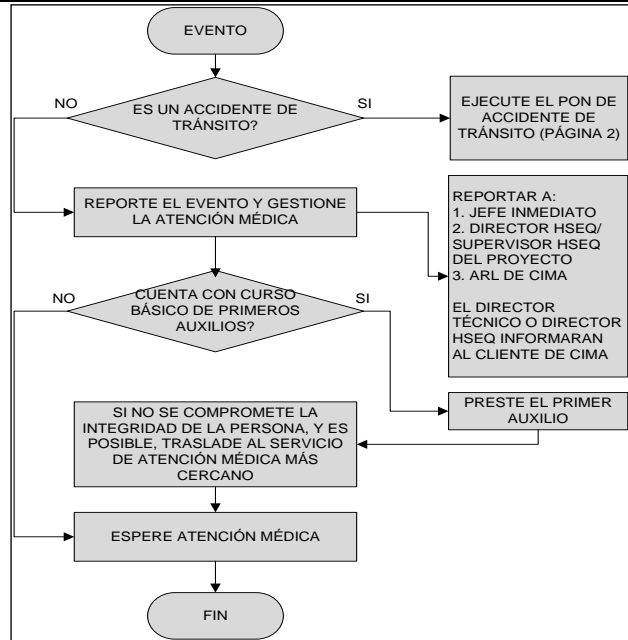 EVENTO
NO
ES UN ACCIDENTE DE
TRÁNSITO?
SI
EJECUTE EL PON DE
ACCIDENTE DE
TRÁNSITO (PÁGINA 2)
REPORTE EL EVENTO Y GESTIONE
LA ATENCIÓN MÉDICA
REPORTAR A:
1. JEFE INMEDIATO
2. DIRECTOR HSEQ/
SUPERVISOR HSEQ
DEL PROYECTO
3. ARL DE CIMA
EL DIRECTOR
TÉCNICO O DIRECTOR
HSEQ INFORMARAN
AL CLIENTE DE CIMA
NO
CUENTA CON CURSO
BÁSICO DE PRIMEROS
AUXILIOS?
SI
PRESTE EL PRIMER
AUXILIO
SI NO SE COMPROMETE LA
INTEGRIDAD DE LA PERSONA, Y ES
POSIBLE, TRASLADE AL SERVICIO
DE ATENCIÓN MÉDICA MÁS
CERCANO
ESPERE ATENCIÓN MÉDICA
FIN